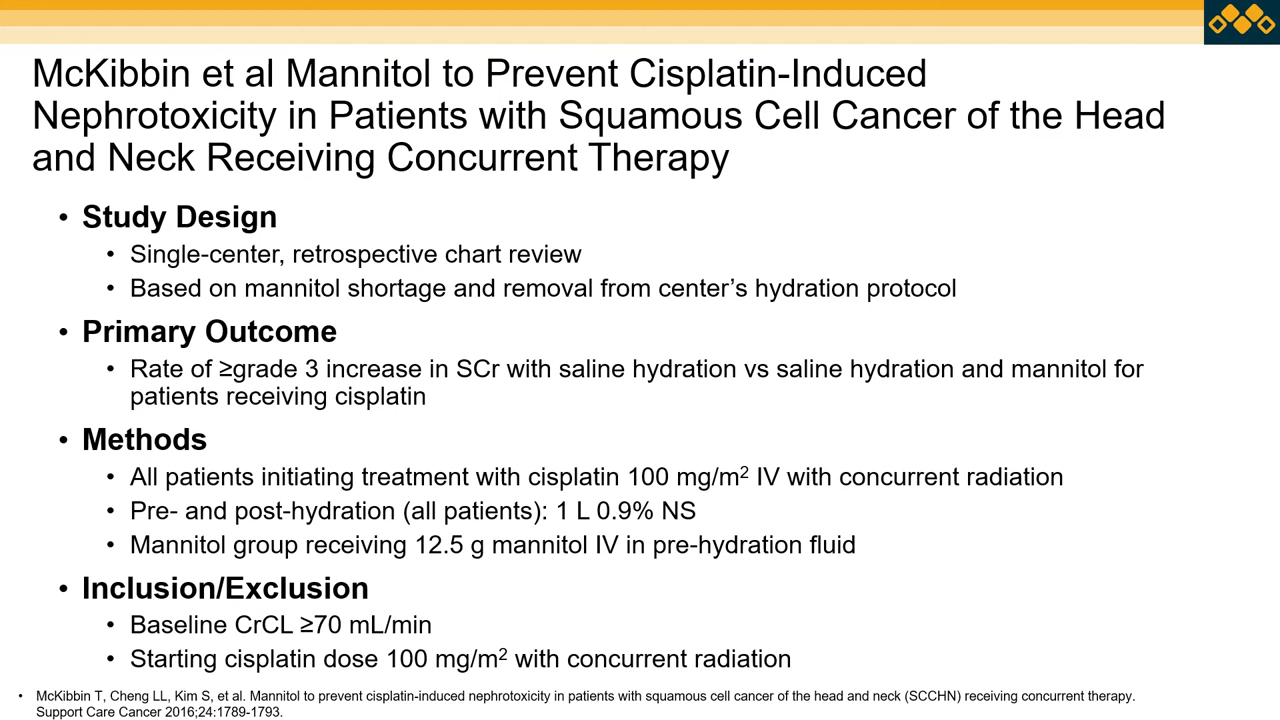 McKibbin et al Mannitol to Prevent Cisplatin-Induced
Nephrotoxicity in Patients with Squamous Cell Cancer of the Head
and Neck Receiving Concurrent Therapy
• Study Design
• Single-center, retrospective chart review
• Based on mannitol shortage and removal from center’s hydration protocol
• Primary Outcome
• Rate of ≥grade 3 increase in SCr with saline hydration vs saline hydration and mannitol for
patients receiving cisplatin
• Methods
• All patients initiating treatment with cisplatin 100 mg/m² IV with concurrent radiation
• Pre- and post-hydration (all patients): 1 L 0.9% NS
• Mannitol group receiving 12.5 g mannitol IV in pre-hydration fluid
• Inclusion/Exclusion
• Baseline CrCL ≥70 mL/min
• Starting cisplatin dose 100 mg/m² with concurrent radiation
• McKibbin T, Cheng LL, Kim S, et al. Mannitol to prevent cisplatin-induced nephrotoxicity in patients with squamous cell cancer of the head and neck (SCCHN) receiving concurrent therapy.
Support Care Cancer 2016;24:1789-1793.